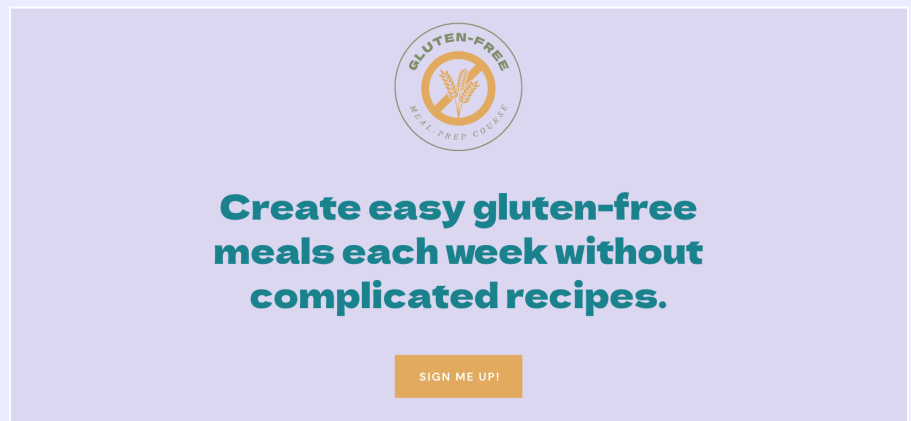 GLUTEN-FREE
MEAL-PREP COURSE
Create easy gluten-free
meals each week without
complicated recipes.
SIGN ME UP!